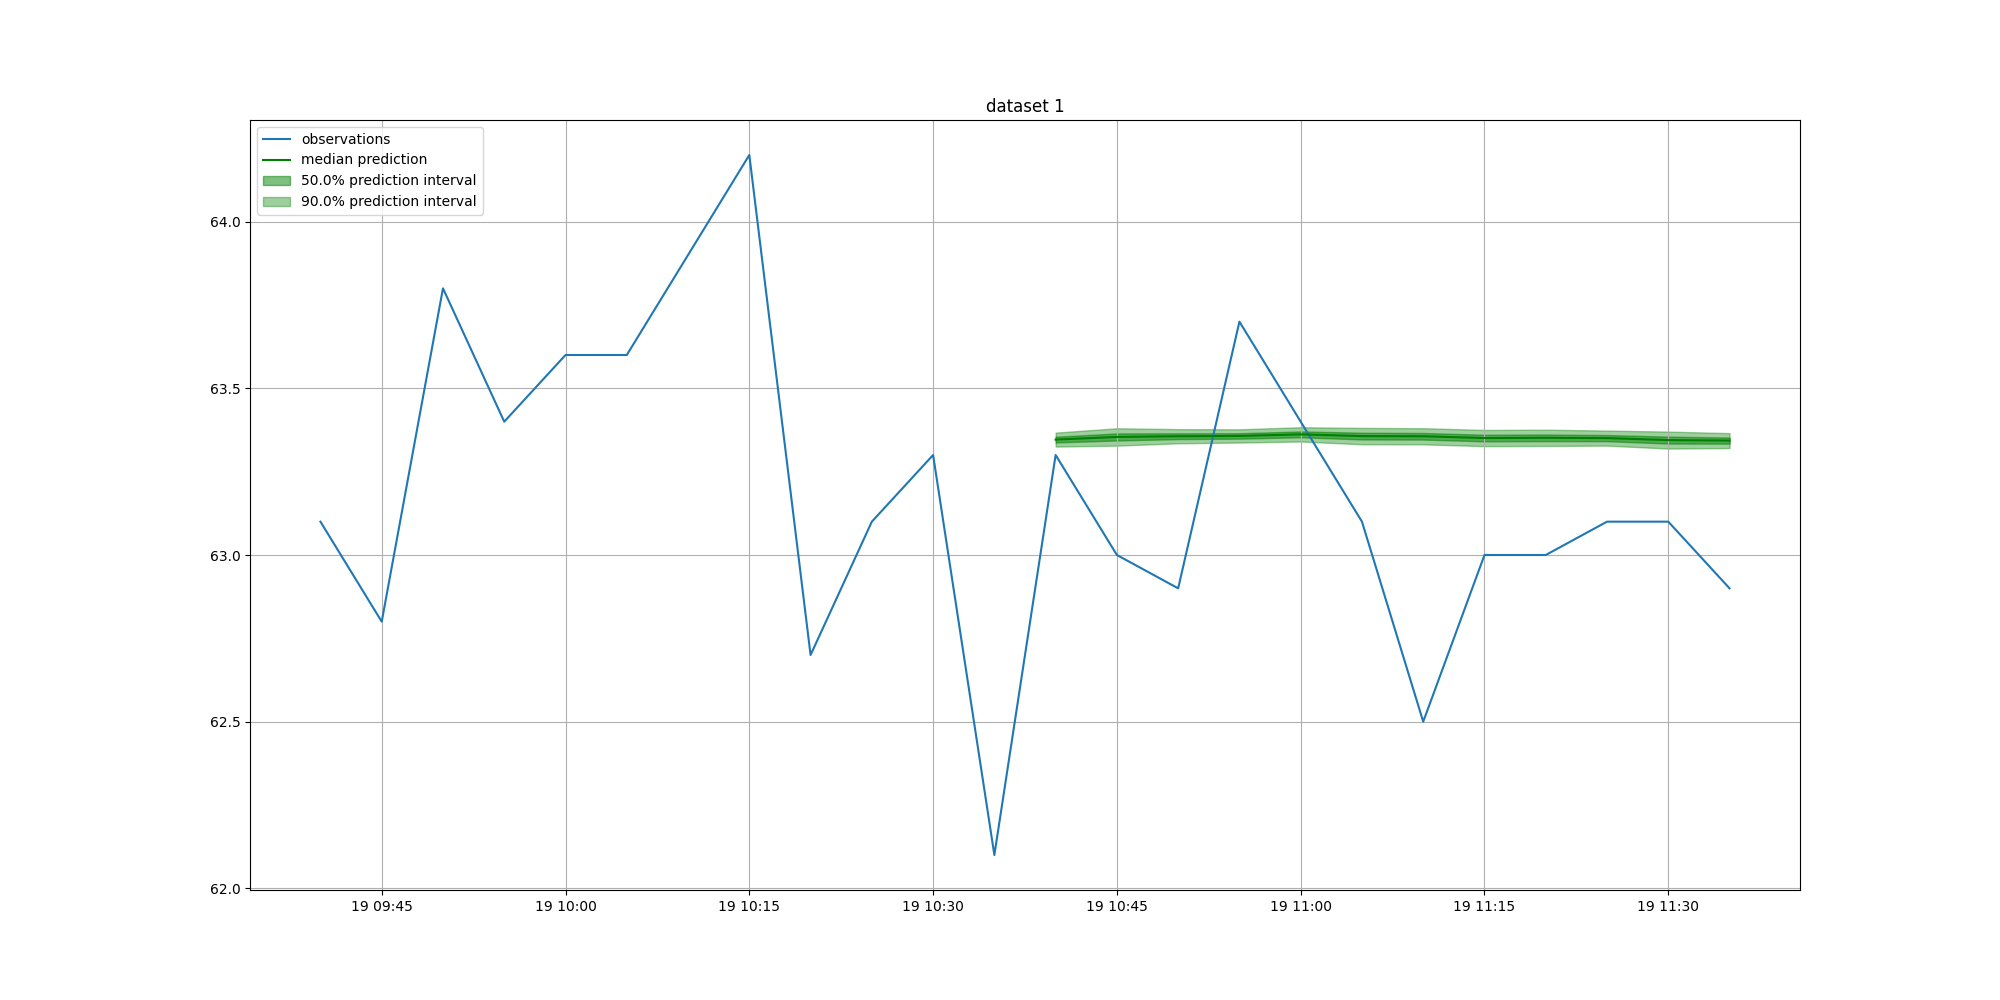 dataset 1
observations
median prediction
50.0% prediction interval
90.0% prediction interval
64.0
63.5
63.0
62.5
62.0
19 09:45
19 10:00
19 10:15
19 10:30
19 10:45
19 11:00
19 11:15
19 11:30